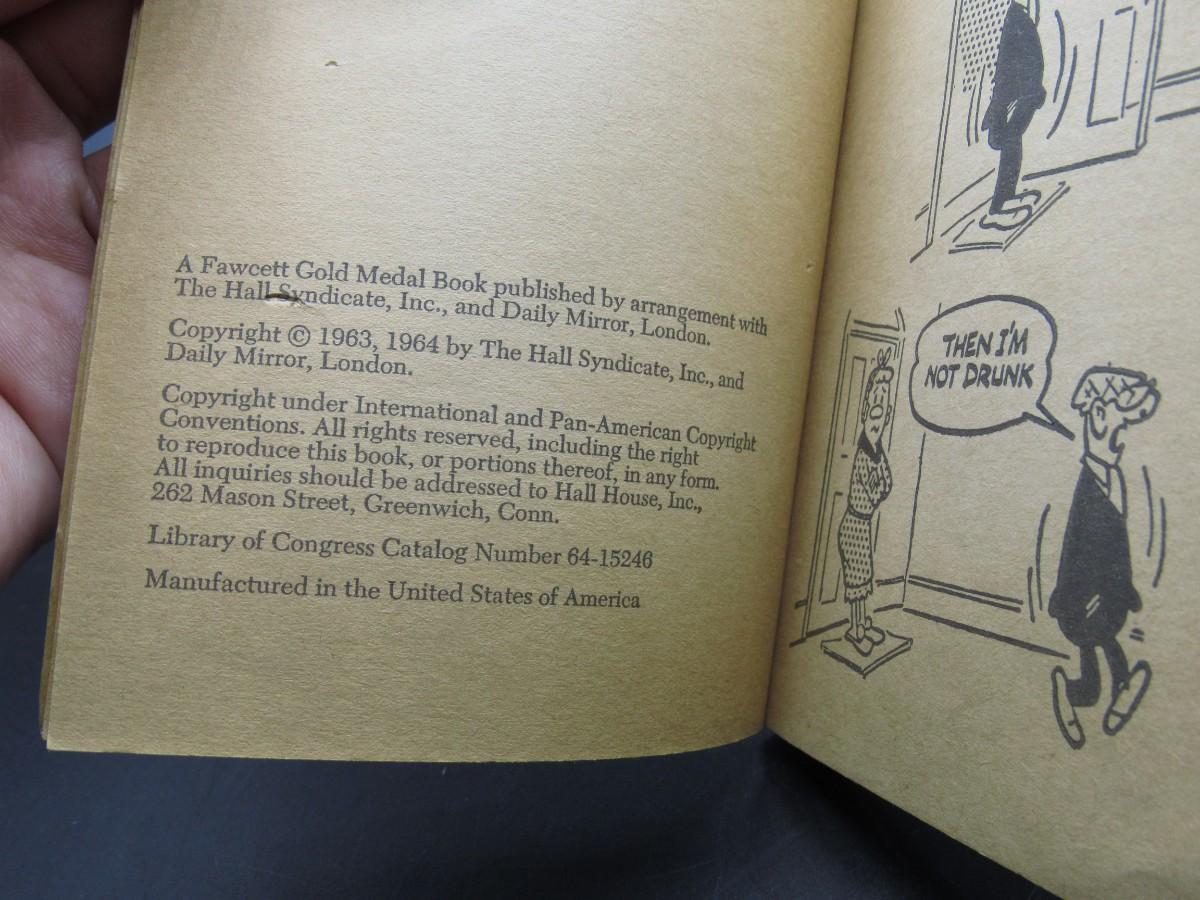 A Fawcett Gold Medal Book published by arrangement with
The Hall Syndicate, Inc., and Daily Mirror, London.
Copyright © 1963, 1964 by The Hall Syndicate, Inc., and
Daily Mirror, London.
Copyright under International and Pan-American Copyright
Conventions. All rights reserved, including the right
to reproduce this book, or portions thereof, in any form.
All inquiries should be addressed to Hall House, Inc.,
262 Mason Street, Greenwich, Conn.
Library of Congress Catalog Number 64-15246
Manufactured in the United States of America
THEN I'M
NOT DRUNK